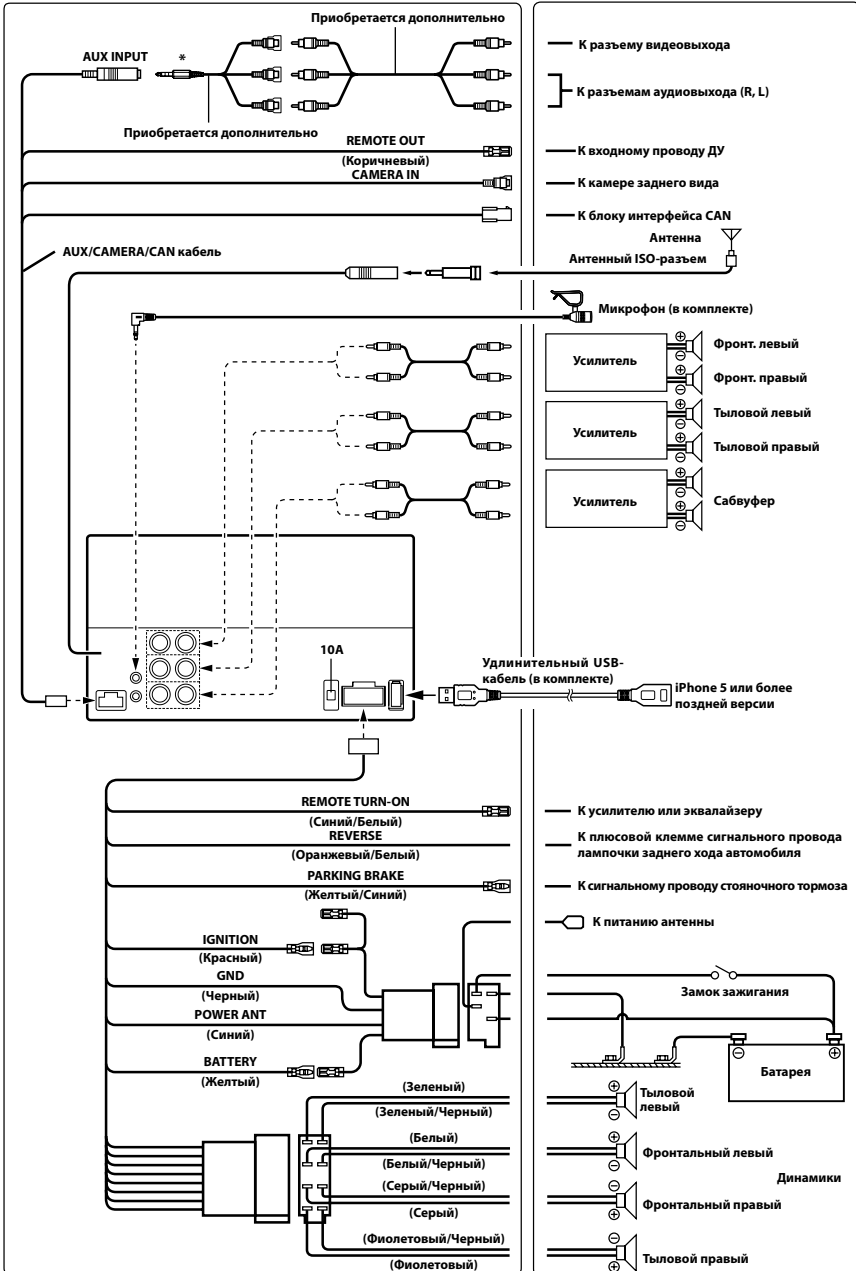 Приобретается дополнительно
AUX INPUT
*
К разъему видеовыхода
К разъемам аудиовыхода (R, L)
Приобретается дополнительно
REMOTE OUT
(Коричневый)
К входному проводу ДУ
CAMERA IN
К камере заднего вида
К блоку интерфейса CAN
Антенна
AUX/CAMERA/CAN кабель
Антенный ISO-разъем
Микрофон (в комплекте)
Усилитель
Фронт. левый
Фронт. правый
Усилитель
Тыловой левый
Тыловой правый
Усилитель
Сабвуфер
10A
Удлинительный USB-
кабель (в комплекте)
iPhone 5 или более
поздней версии
REMOTE TURN-ON
(Синий/Белый)
К усилителю или эквалайзеру
REVERSE
(Оранжевый/Белый)
К плюсовой клемме сигнального провода
лампочки заднего хода автомобиля
PARKING BRAKE
(Желтый/Синий)
К сигнальному проводу стояночного тормоза
К питанию антенны
IGNITION
(Красный)
GND
(Черный)
Замок зажигания
POWER ANT
(Синий)
BATTERY
(Желтый)
Батарея
(Зеленый)
(Зеленый/Черный)
Тыловой
левый
(Белый)
(Белый/Черный)
Фронтальный левый
Динамики
(Серый/Черный)
(Серый)
Фронтальный правый
(Фиолетовый/Черный)
(Фиолетовый)
Тыловой правый